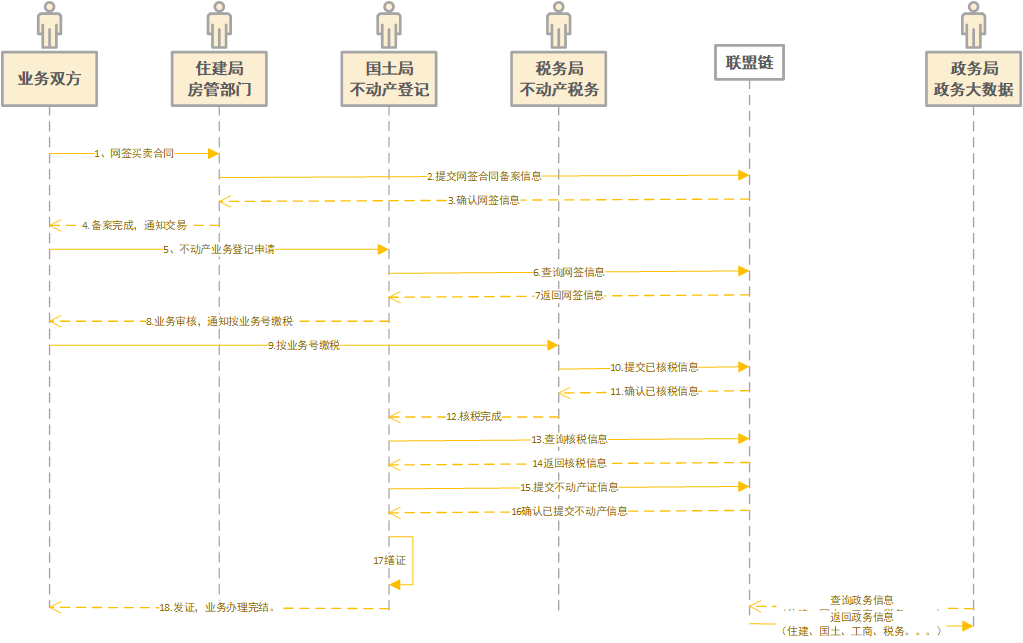 业务双方
住建局
房管部门
国土局
不动产登记
税务局
不动产税务
联盟链
政务局
政务大数据
1、网签买卖合同
2.提交网签合同备案信息
3.确认网签信息
4.备案完成，通知交易
5、不动产业务登记申请
6.查询网签信息
7返回网签信息
8.业务审核，通知按业务号缴税
9.按业务号缴税
10.提交已核税信息
11.确认已核税信息
12.核税完成
13.查询核税信息
14返回核税信息
15.提交不动产证信息
16确认已提交不动产信息
17缮证
18.发证，业务办理完结。
查询政务信息
返回政务信息
（住建、国土、工商、税务。。。）